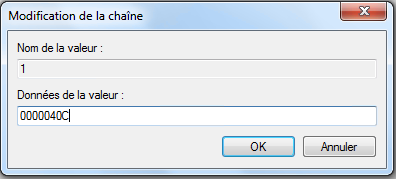 Modification de la chaîne
Nom de la valeur :
1
Données de la valeur :
0000040C
OK
Annuler